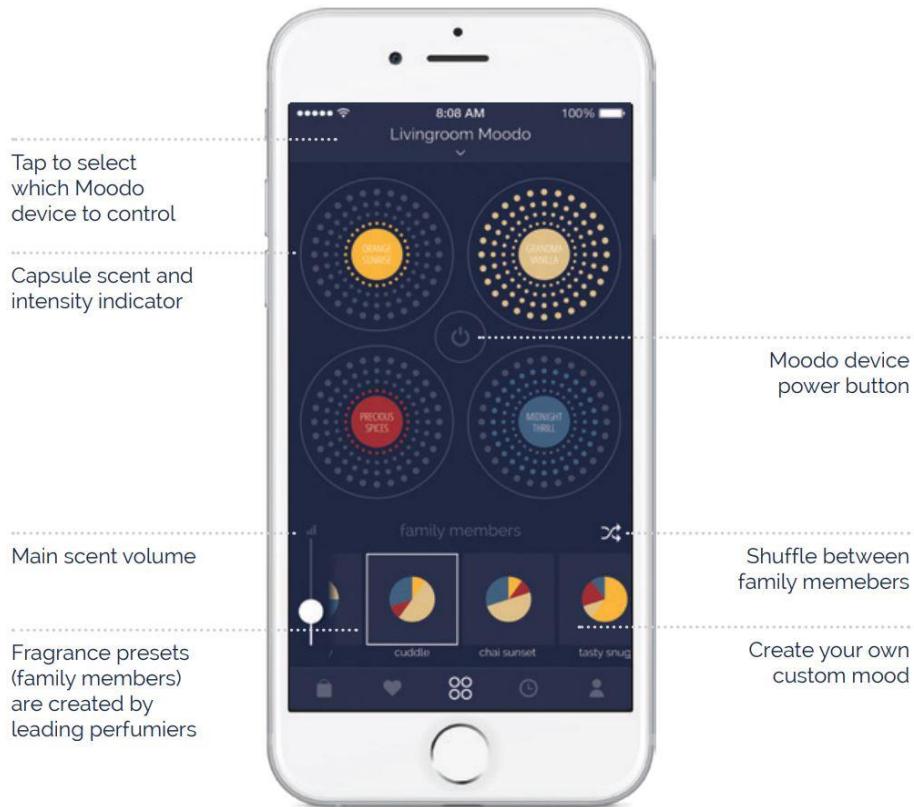 8:08 AM
100%
Livingroom Moodo
Tap to select
which Moodo
device to control
ORANGE
SUNRISE
GRANDMA
VANILLA
Capsule scent and
intensity indicator
Moodo device
power button
PRECIOUS
SPICES
MIDNIGHT
THRILL
family members
Main scent volume
Shuffle between
family memebers
y
cuddle
chai sunset
tasty snug
Fragrance presets
(family members)
are created by
leading perfumiers
Create your own
custom mood